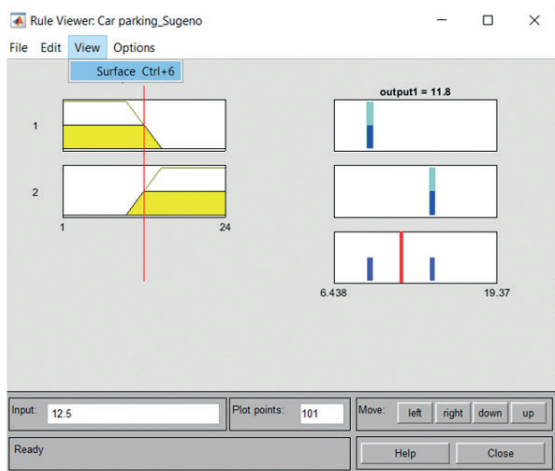 Rule Viewer: Car parking_Sugeno
File Edit View Options
Surface Ctrl+6
output1 = 11.8
1
2
1 24
6.438 19.37
Input: 12.5 Plot points: 101 Move: left right down up
Ready Help Close